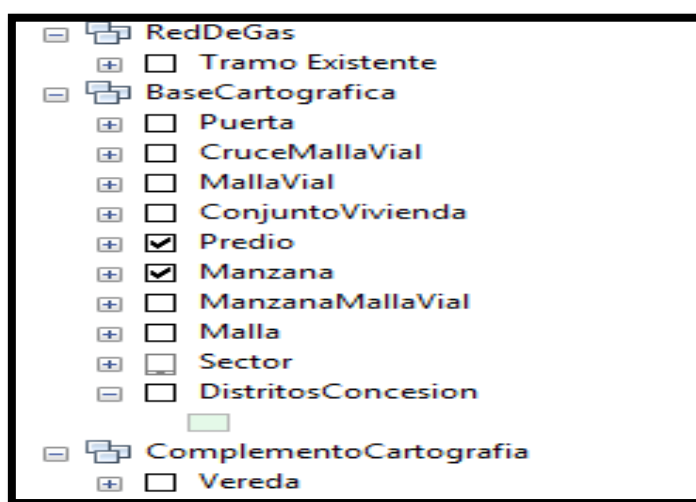 RedDeGas
Tramo Existente
BaseCartografica
Puerta
CruceMallaVial
MallaVial
ConjuntoVivienda
Predio
Manzana
ManzanaMallaVial
Malla
Sector
DistritosConcesion
ComplementoCartografia
Vereda